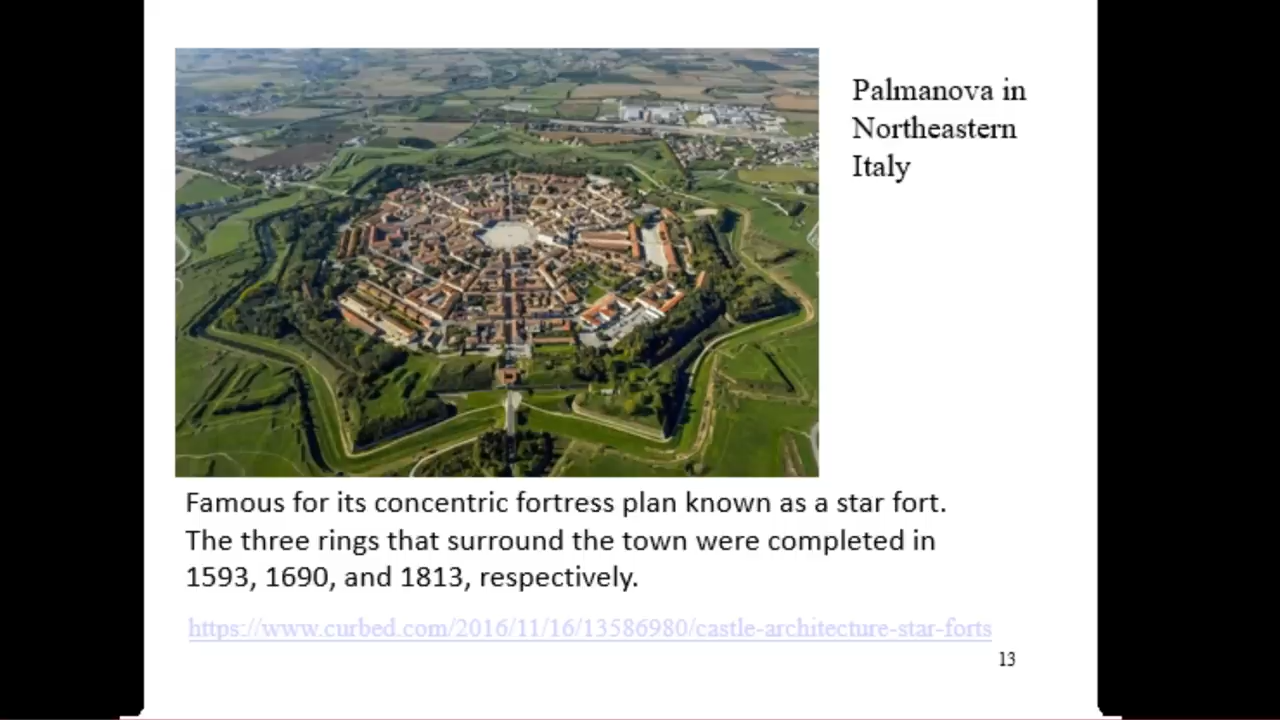 Palmanova in
Northeastern
Italy
Famous for its concentric fortress plan known as a star fort.
The three rings that surround the town were completed in
1593, 1690, and 1813, respectively.
https://www.curbed.com/2016/11/16/13586980/castle-architecture-star-forts
13